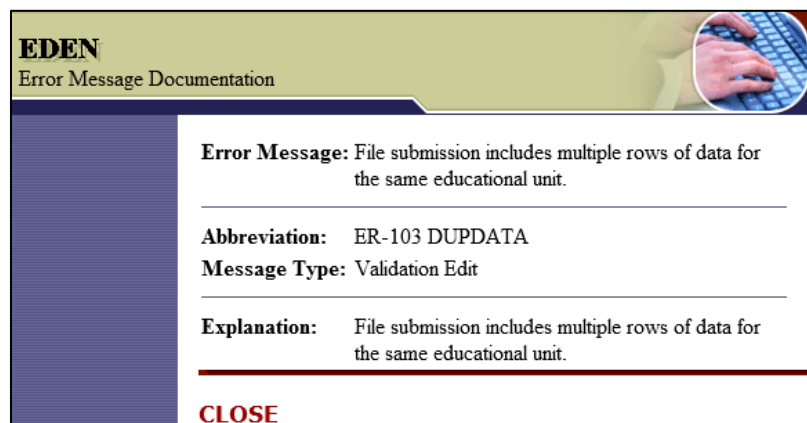 EDEN
Error Message Documentation
Error Message: File submission includes multiple rows of data for
the same educational unit.
Abbreviation: ER-103 DUPDATA
Message Type: Validation Edit
Explanation: File submission includes multiple rows of data for
the same educational unit.
CLOSE